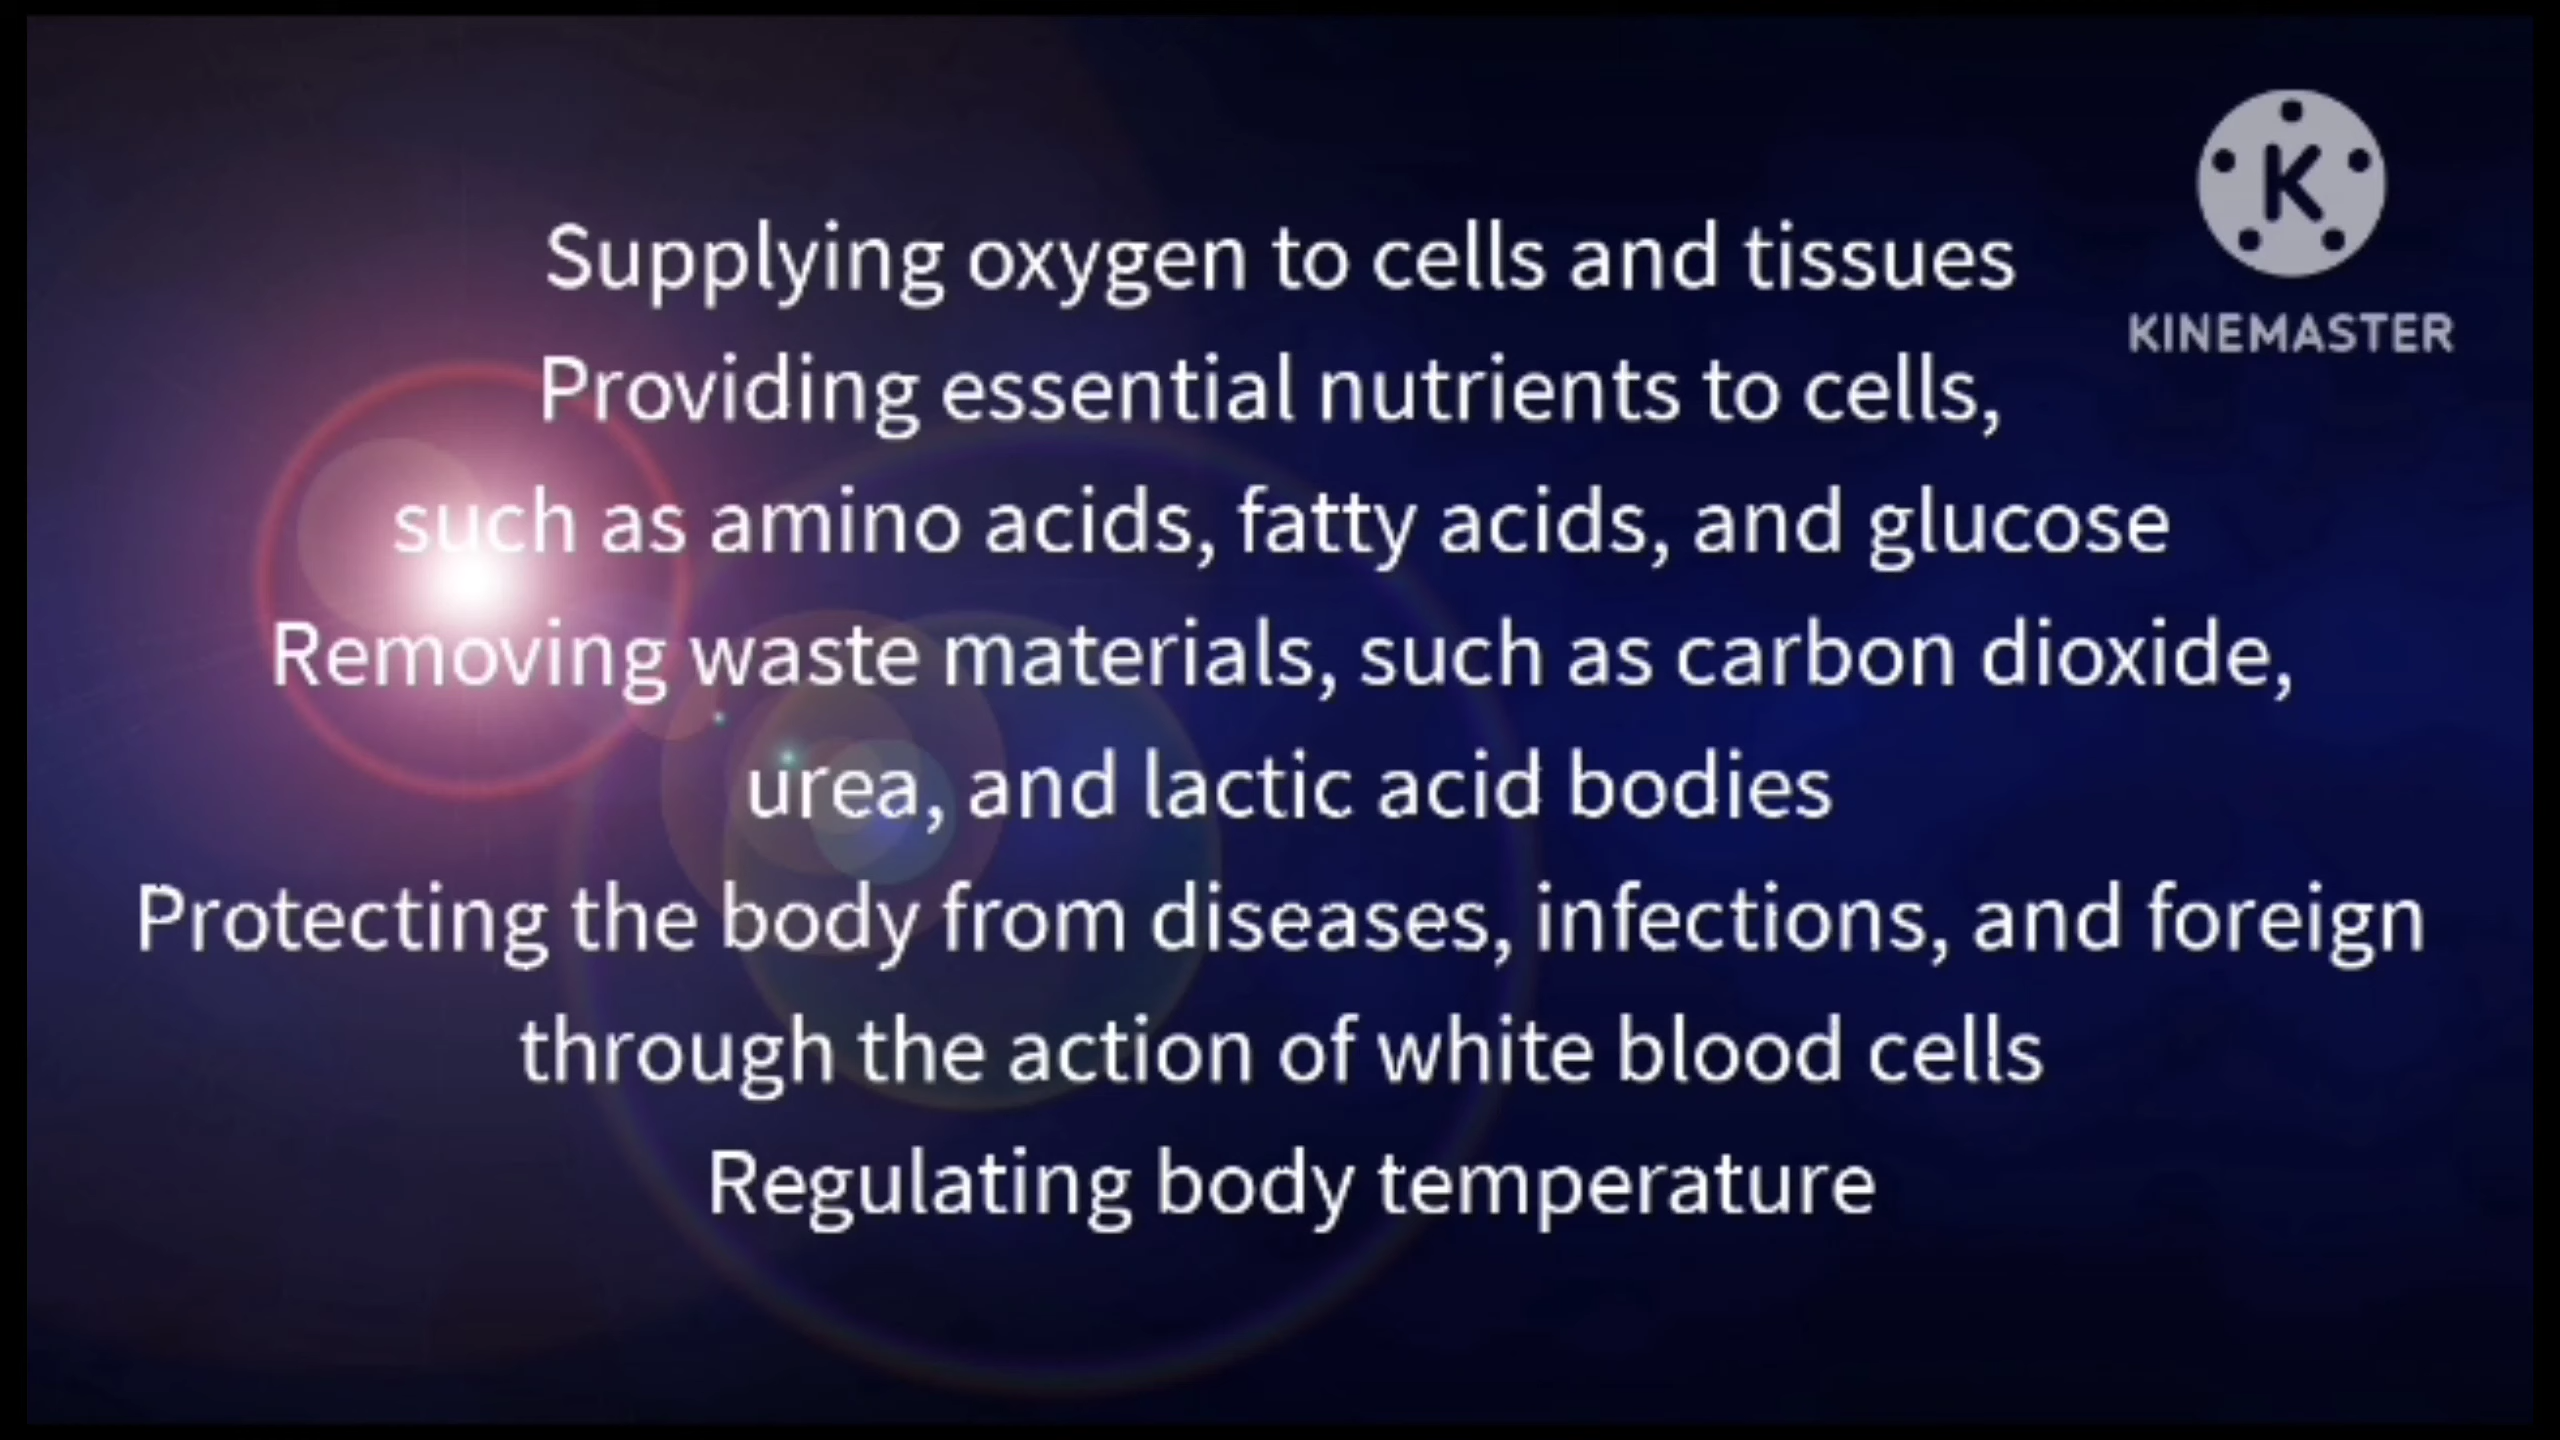 K
KINEMASTER
Supplying oxygen to cells and tissues
Providing essential nutrients to cells,
such as amino acids, fatty acids, and glucose
Removing waste materials, such as carbon dioxide,
urea, and lactic acid bodies
Protecting the body from diseases, infections, and foreign
through the action of white blood cells
Regulating body temperature